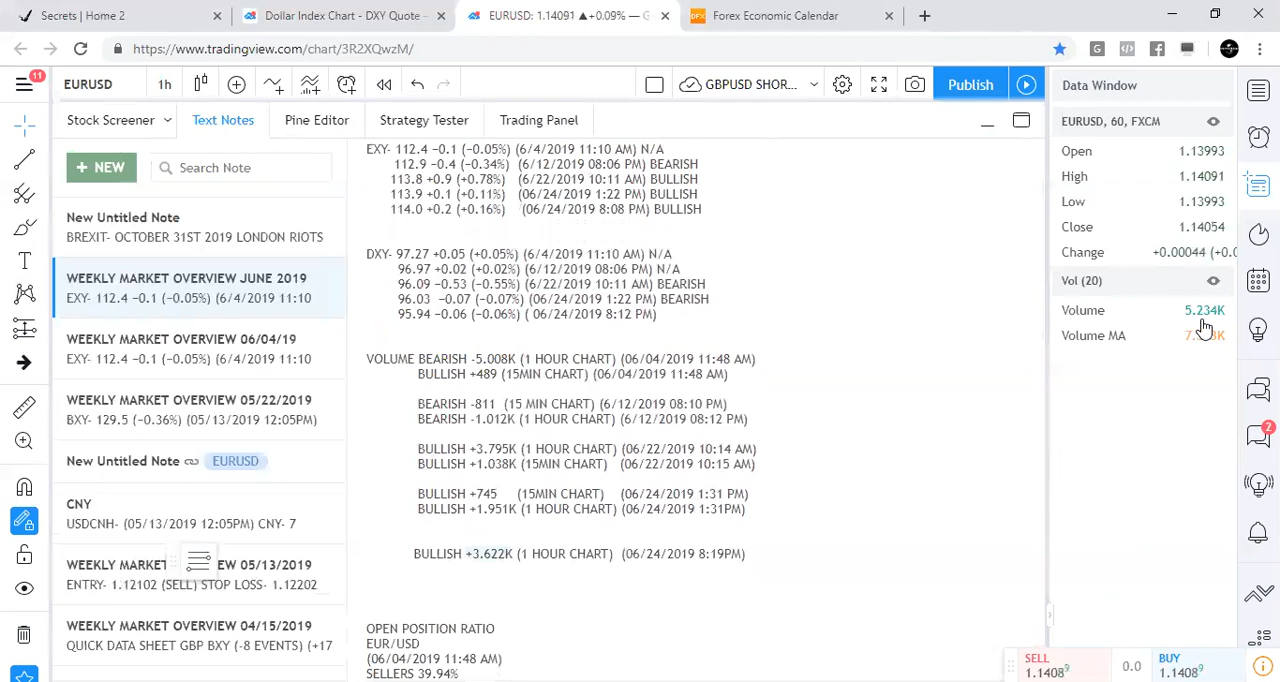 Secrets | Home 2
Dollar Index Chart - DXY Quote -
EURUSD: 1.14091 ▲+0.09% — G
Forex Economic Calendar
https://www.tradingview.com/chart/3R2XQwzM/
11
EURUSD
1h
GBPUSD SHOR...
Publish
Data Window
Stock Screener
Text Notes
Pine Editor
Strategy Tester
Trading Panel
EURUSD, 60, FXCM
Open 1.13993
High 1.14091
Low 1.13993
Close 1.14054
Change +0.00044 (+0.0
Vol (20)
Volume 5.234K
Volume MA
+ NEW
Search Note
New Untitled Note
BREXIT- OCTOBER 31ST 2019 LONDON RIOTS
WEEKLY MARKET OVERVIEW JUNE 2019
EXY- 112.4 −0.1 (−0.05%) (6/4/2019 11:10
WEEKLY MARKET OVERVIEW 06/04/19
EXY- 112.4 −0.1 (−0.05%) (6/4/2019 11:10
WEEKLY MARKET OVERVIEW 05/22/2019
BXY- 129.5 (−0.36%) (05/13/2019 12:05PM)
New Untitled Note EURUSD
CNY
USDCNH- (05/13/2019 12:05PM) CNY- 7
WEEKLY MARKET OVERVIEW 05/13/2019
ENTRY- 1.12102 (SELL) STOP LOSS- 1.12202
WEEKLY MARKET OVERVIEW 04/15/2019
QUICK DATA SHEET GBP BXY (-8 EVENTS) (+17
EXY- 112.4 −0.1 (−0.05%) (6/4/2019 11:10 AM) N/A
112.9 −0.4 (−0.34%) (6/12/2019 08:06 PM) BEARISH
113.8 +0.9 (+0.78%) (6/22/2019 10:11 AM) BULLISH
113.9 +0.1 (+0.11%) (06/24/2019 1:22 PM) BULLISH
114.0 +0.2 (+0.16%) (06/24/2019 8:08 PM) BULLISH
DXY- 97.27 +0.05 (+0.05%) (6/4/2019 11:10 AM) N/A
96.97 +0.02 (+0.02%) (6/12/2019 08:06 PM) N/A
96.09 −0.53 (−0.55%) (6/22/2019 10:11 AM) BEARISH
96.03 −0.07 (−0.07%) (06/24/2019 1:22 PM) BEARISH
95.94 −0.06 (−0.06%) ( 06/24/2019 8:12 PM)
VOLUME BEARISH -5.008K (1 HOUR CHART) (06/04/2019 11:48 AM)
BULLISH +489 (15MIN CHART) (06/04/2019 11:48 AM)
BEARISH -811 (15 MIN CHART) (6/12/2019 08:10 PM)
BEARISH -1.012K (1 HOUR CHART) (6/12/2019 08:12 PM)
BULLISH +3.795K (1 HOUR CHART) (06/22/2019 10:14 AM)
BULLISH +1.038K (15MIN CHART) (06/22/2019 10:15 AM)
BULLISH +745 (15MIN CHART) (06/24/2019 1:31 PM)
BULLISH +1.951K (1 HOUR CHART) (06/24/2019 1:31PM)
BULLISH +3.622K (1 HOUR CHART) (06/24/2019 8:19PM)
OPEN POSITION RATIO
EUR/USD
(06/04/2019 11:48 AM)
SELLERS 39.94%
2
SELL
1.1408⁹
0.0
BUY
1.1408⁹